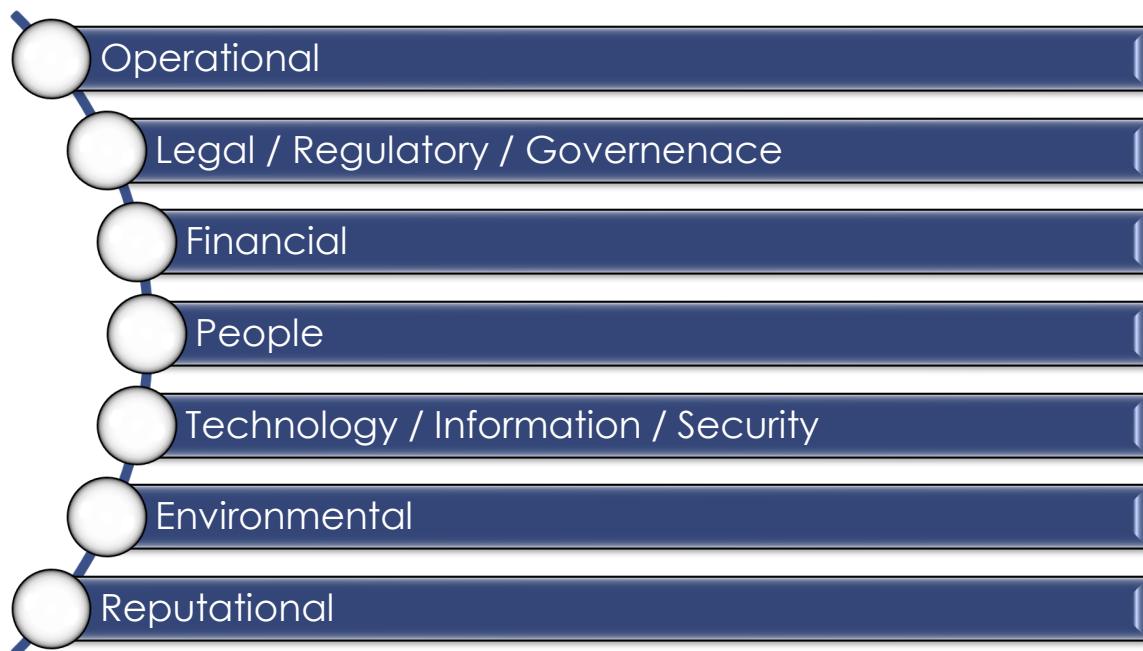 Operational
Legal / Regulatory / Governenace
Financial
People
Technology / Information / Security
Environmental
Reputational